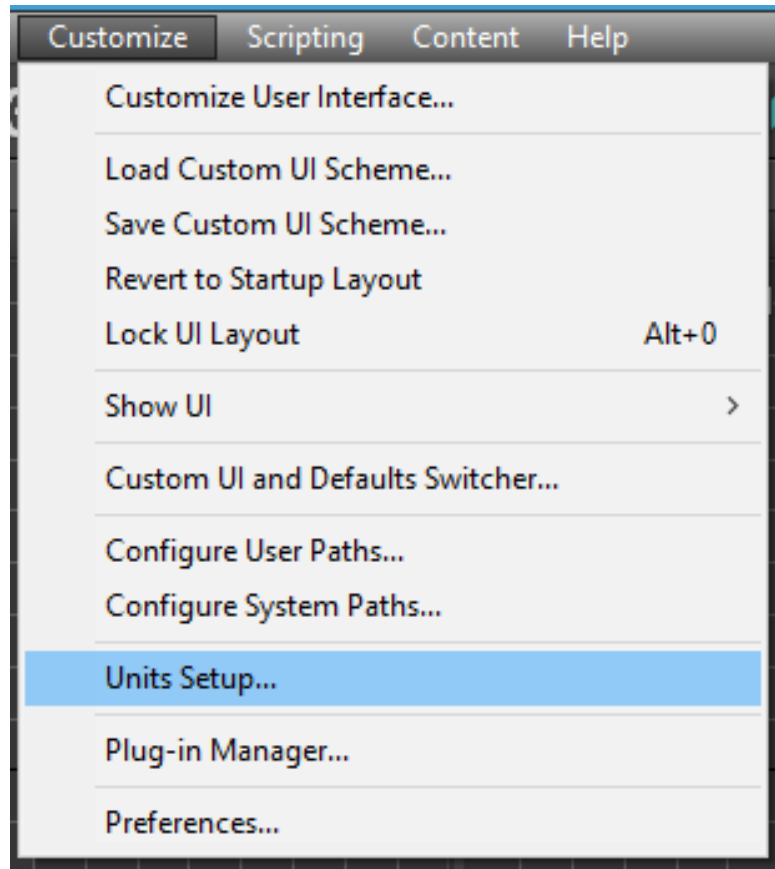 Customize Scripting Content Help
Customize User Interface...
Load Custom UI Scheme...
Save Custom UI Scheme...
Revert to Startup Layout
Lock UI Layout Alt+0
Show UI
Custom UI and Defaults Switcher...
Configure User Paths...
Configure System Paths...
Units Setup...
Plug-in Manager...
Preferences...